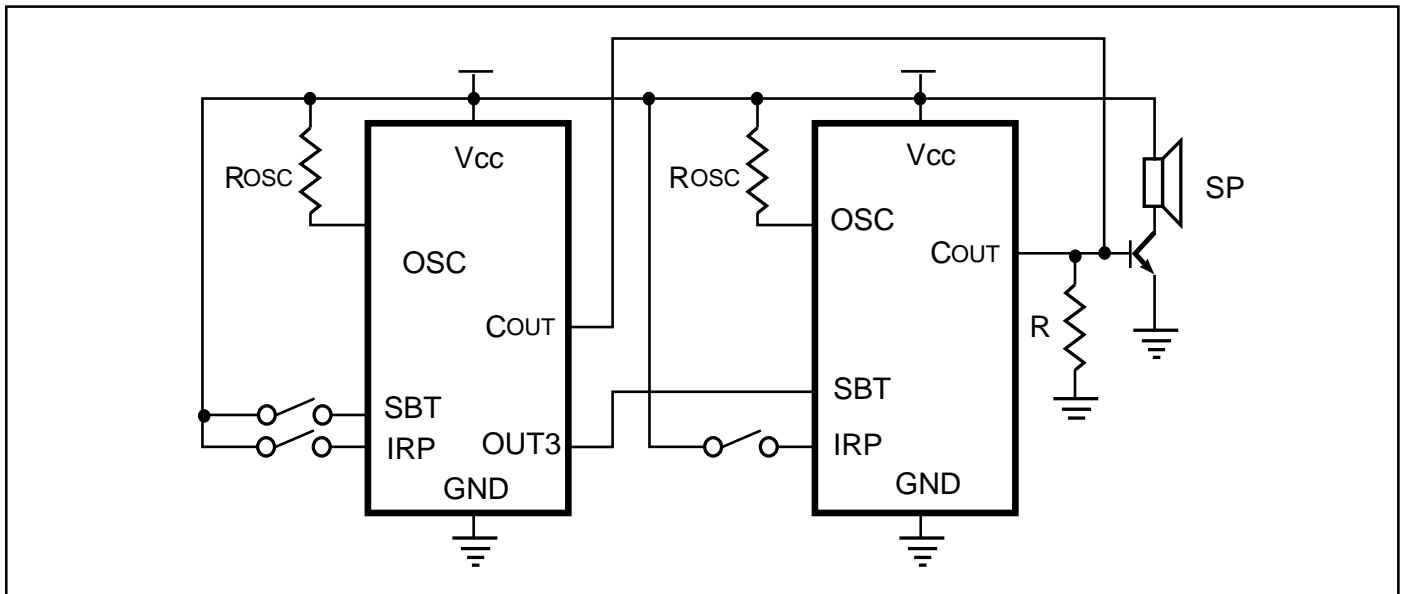 Vcc
ROSC
OSC
COUT
SBT
IRP
OUT3
GND
Vcc
ROSC
OSC
COUT
SBT
IRP
GND
R
SP